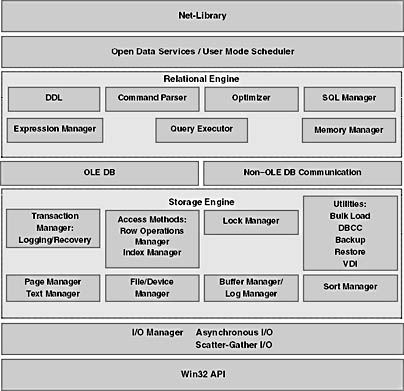 Net-Library
Open Data Services / User Mode Scheduler
Relational Engine
DDL
Command Parser
Optimizer
SQL Manager
Expression Manager
Query Executor
Memory Manager
OLE DB
Non–OLE DB Communication
Storage Engine
Transaction
Manager:
Logging/Recovery
Access Methods:
Row Operations
Manager
Index Manager
Lock Manager
Utilities:
Bulk Load
DBCC
Backup
Restore
VDI
Page Manager
Text Manager
File/Device
Manager
Buffer Manager/
Log Manager
Sort Manager
I/O Manager
Asynchronous I/O
Scatter-Gather I/O
Win32 API